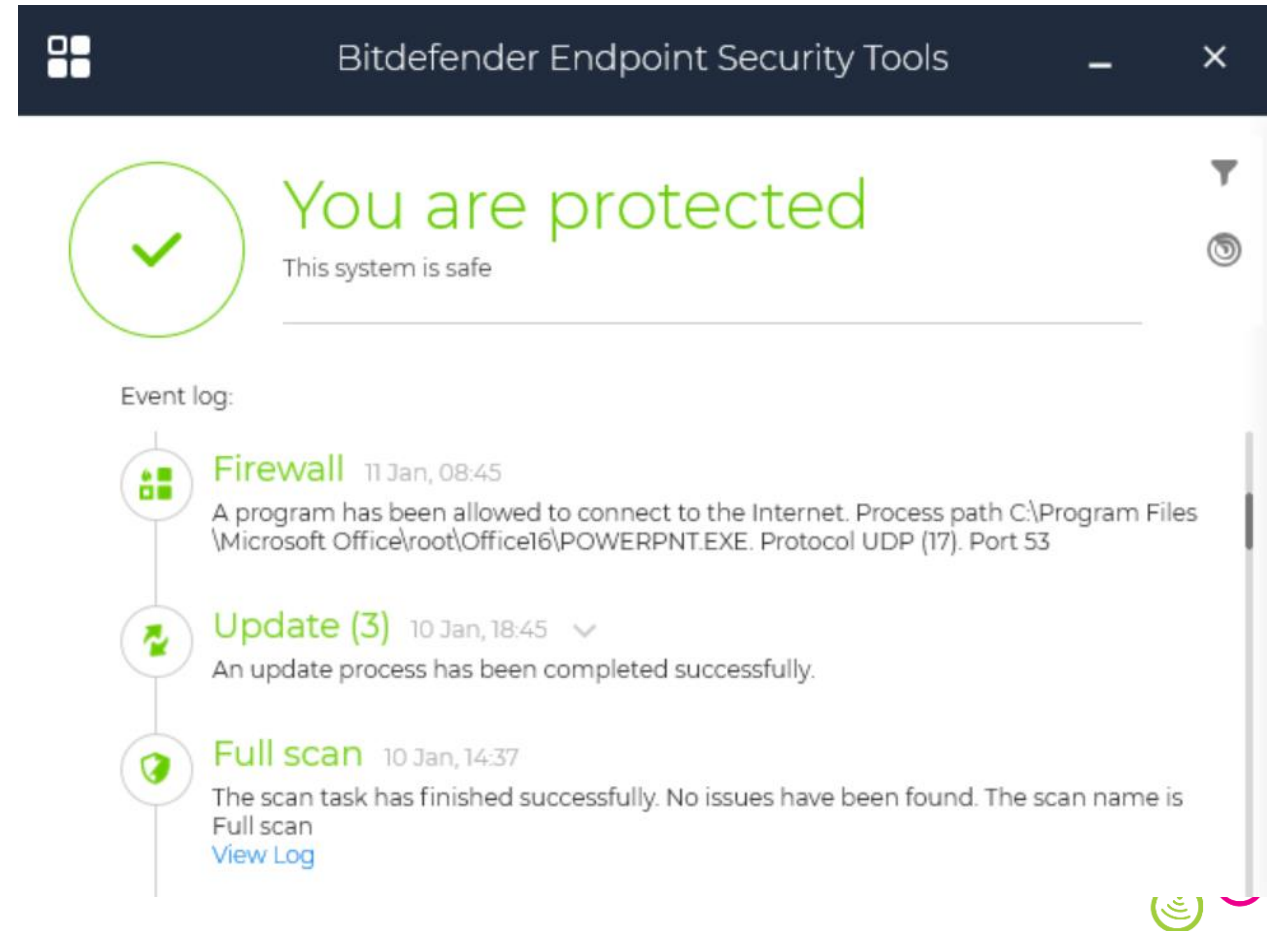 Bitdefender Endpoint Security Tools
You are protected
This system is safe
Event log:
Firewall 11 Jan, 08:45
A program has been allowed to connect to the Internet. Process path C:\Program Files
\Microsoft Office\root\Office16\POWERPNT.EXE. Protocol UDP (17). Port 53
Update (3) 10 Jan, 18:45
An update process has been completed successfully.
Full scan 10 Jan, 14:37
The scan task has finished successfully. No issues have been found. The scan name is
Full scan
View Log